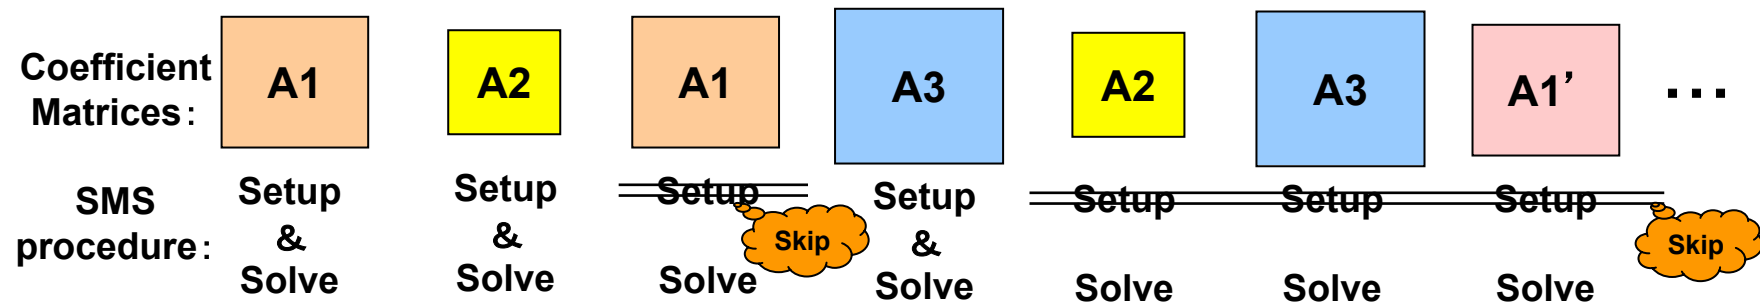 Coefficient
Matrices:
A1
A2
A1
A3
A2
A3
A1’
...
SMS
procedure:
Setup
&
Solve
Setup
&
Solve
Setup
Skip
Solve
Setup
&
Solve
Setup
Solve
Setup
Solve
Setup
Skip
Solve